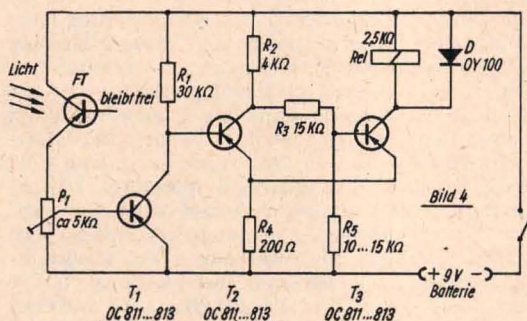 Licht
FT
bleibt frei
R1
30 KΩ
R2
4 KΩ
R3 15 KΩ
2,5 KΩ
Rel
D
OY 100
P1
ca 5 KΩ
R4
200 Ω
R5
10...15 KΩ
Bild 4
+ 9 V –
Batterie
T1 T2 T3
OC 811...813 OC 811...813 OC 811...813